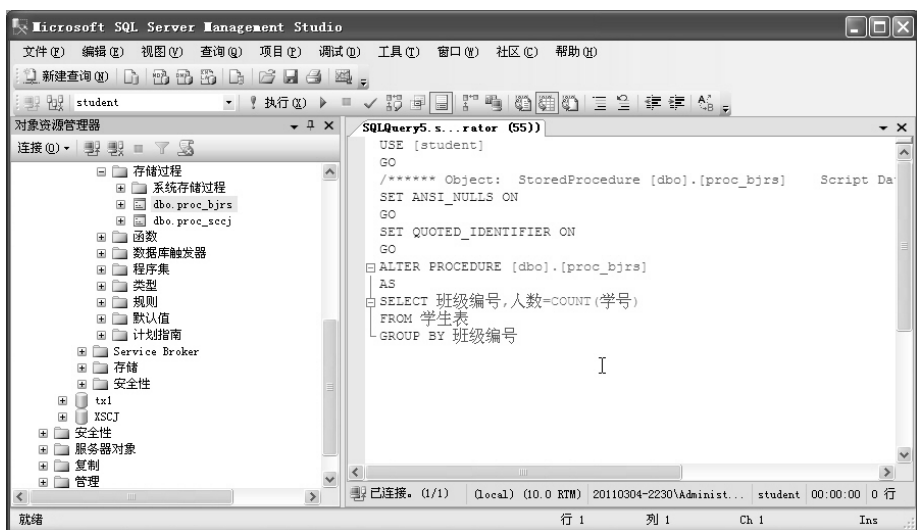 Microsoft SQL Server Management Studio
文件(F) 编辑(E) 视图(V) 查询(Q) 项目(P) 调试(D) 工具(T) 窗口(W) 社区(C) 帮助(H)
新建查询(N)
student 执行(X)
对象资源管理器
连接(O)
存储过程
系统存储过程
dbo.proc_bjrs
dbo.proc_sccj
函数
数据库触发器
程序集
类型
规则
默认值
计划指南
Service Broker
存储
安全性
tx1
XSCJ
安全性
服务器对象
复制
管理
SQLQuery5.s...rator (55))
USE [student]
GO
/****** Object: StoredProcedure [dbo].[proc_bjrs] Script Da
SET ANSI_NULLS ON
GO
SET QUOTED_IDENTIFIER ON
GO
ALTER PROCEDURE [dbo].[proc_bjrs]
AS
SELECT 班级编号,人数=COUNT(学号)
FROM 学生表
GROUP BY 班级编号
已连接。(1/1) (local) (10.0 RTM) 20110304-2230\Administ... student 00:00:00 0 行
就绪 行 1 列 1 Ch 1 Ins